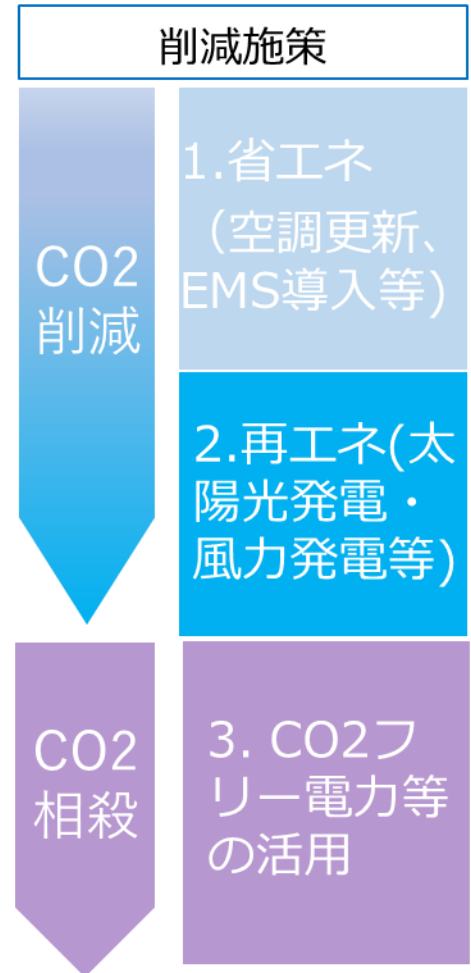 削減施策
CO2
削減
1.省エネ
（空調更新、
EMS導入等)
2.再エネ(太
陽光発電・
風力発電等)
CO2
相殺
3. CO2フ
リー電力等
の活用